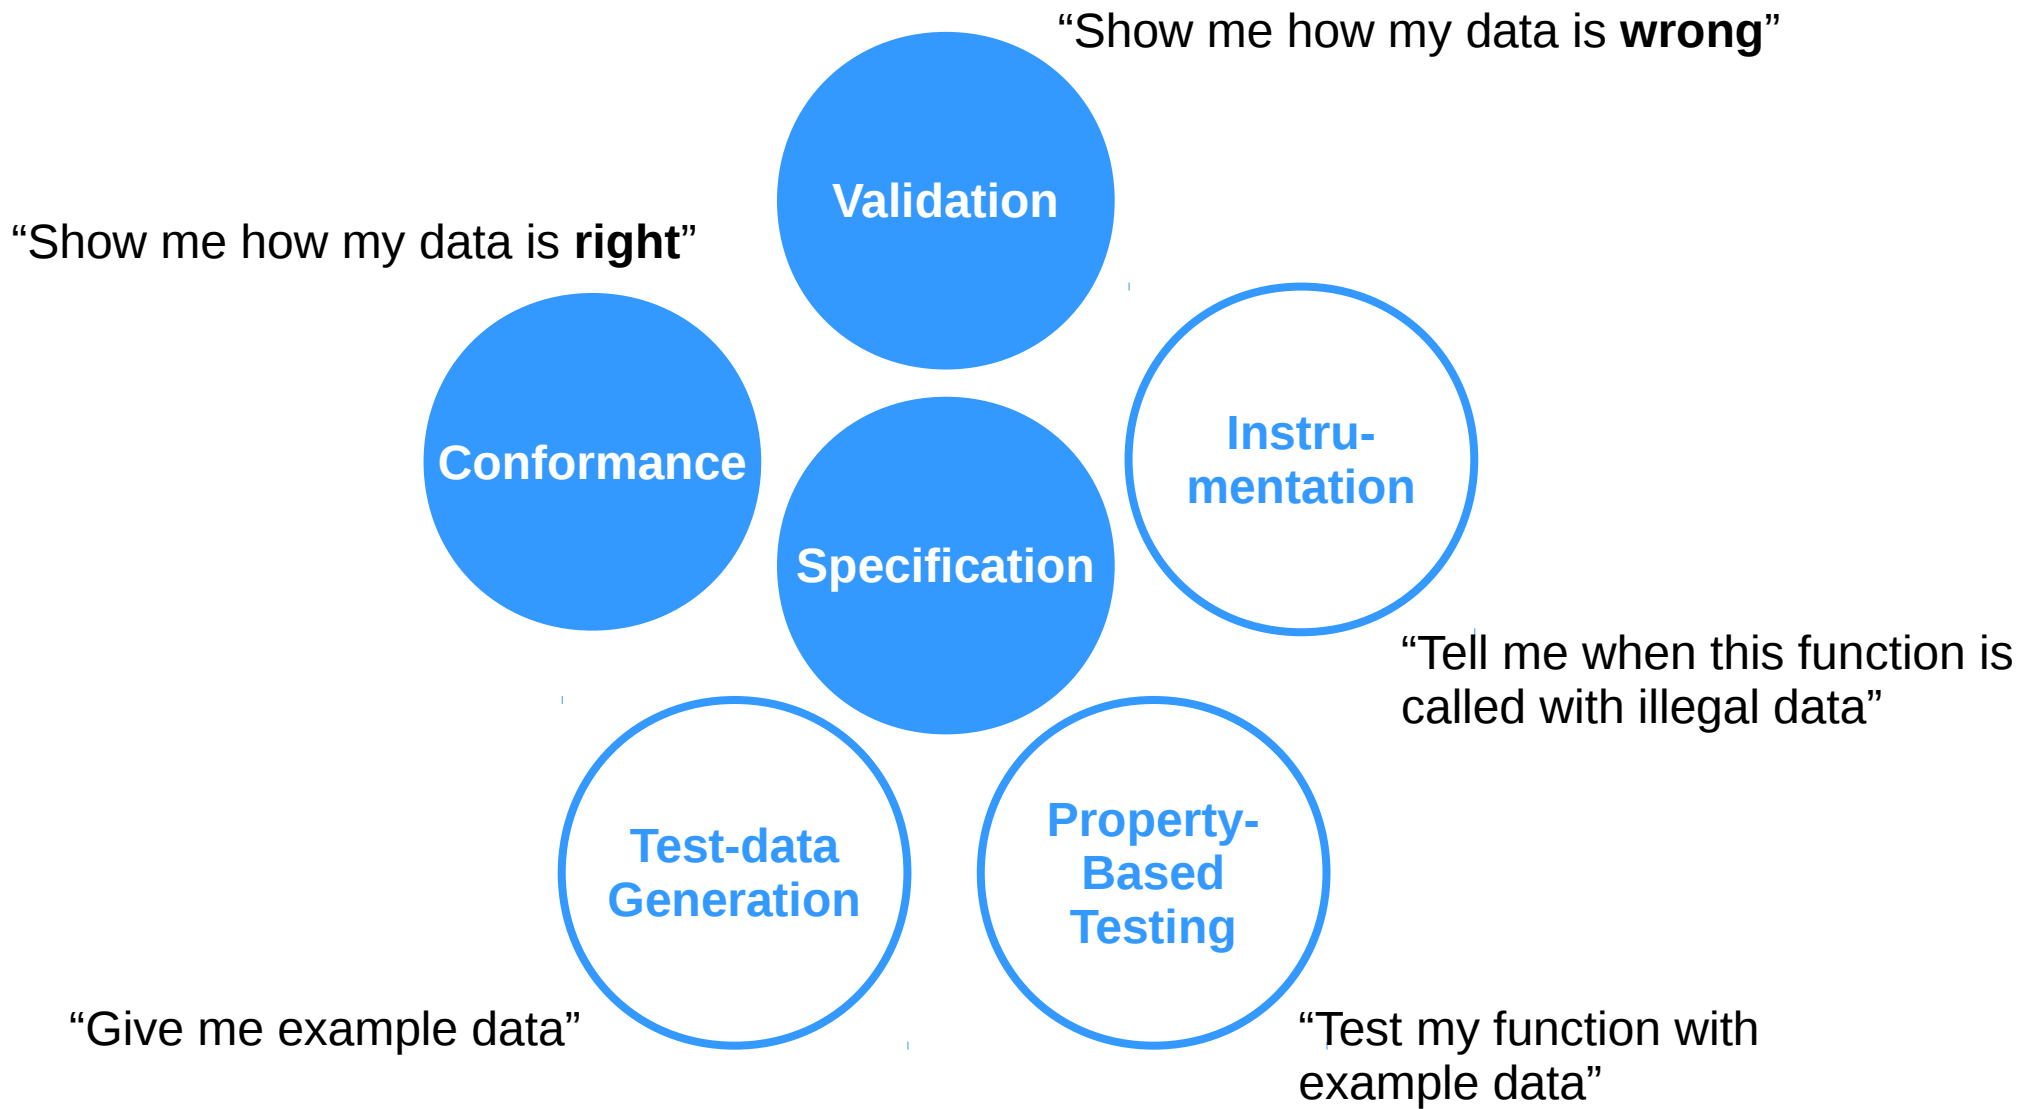 “Show me how my data is wrong”
Validation
“Show me how my data is right”
Conformance
Specification
Instru-
mentation
“Tell me when this function is
called with illegal data”
Test-data
Generation
“Give me example data”
Property-
Based
Testing
“Test my function with
example data”